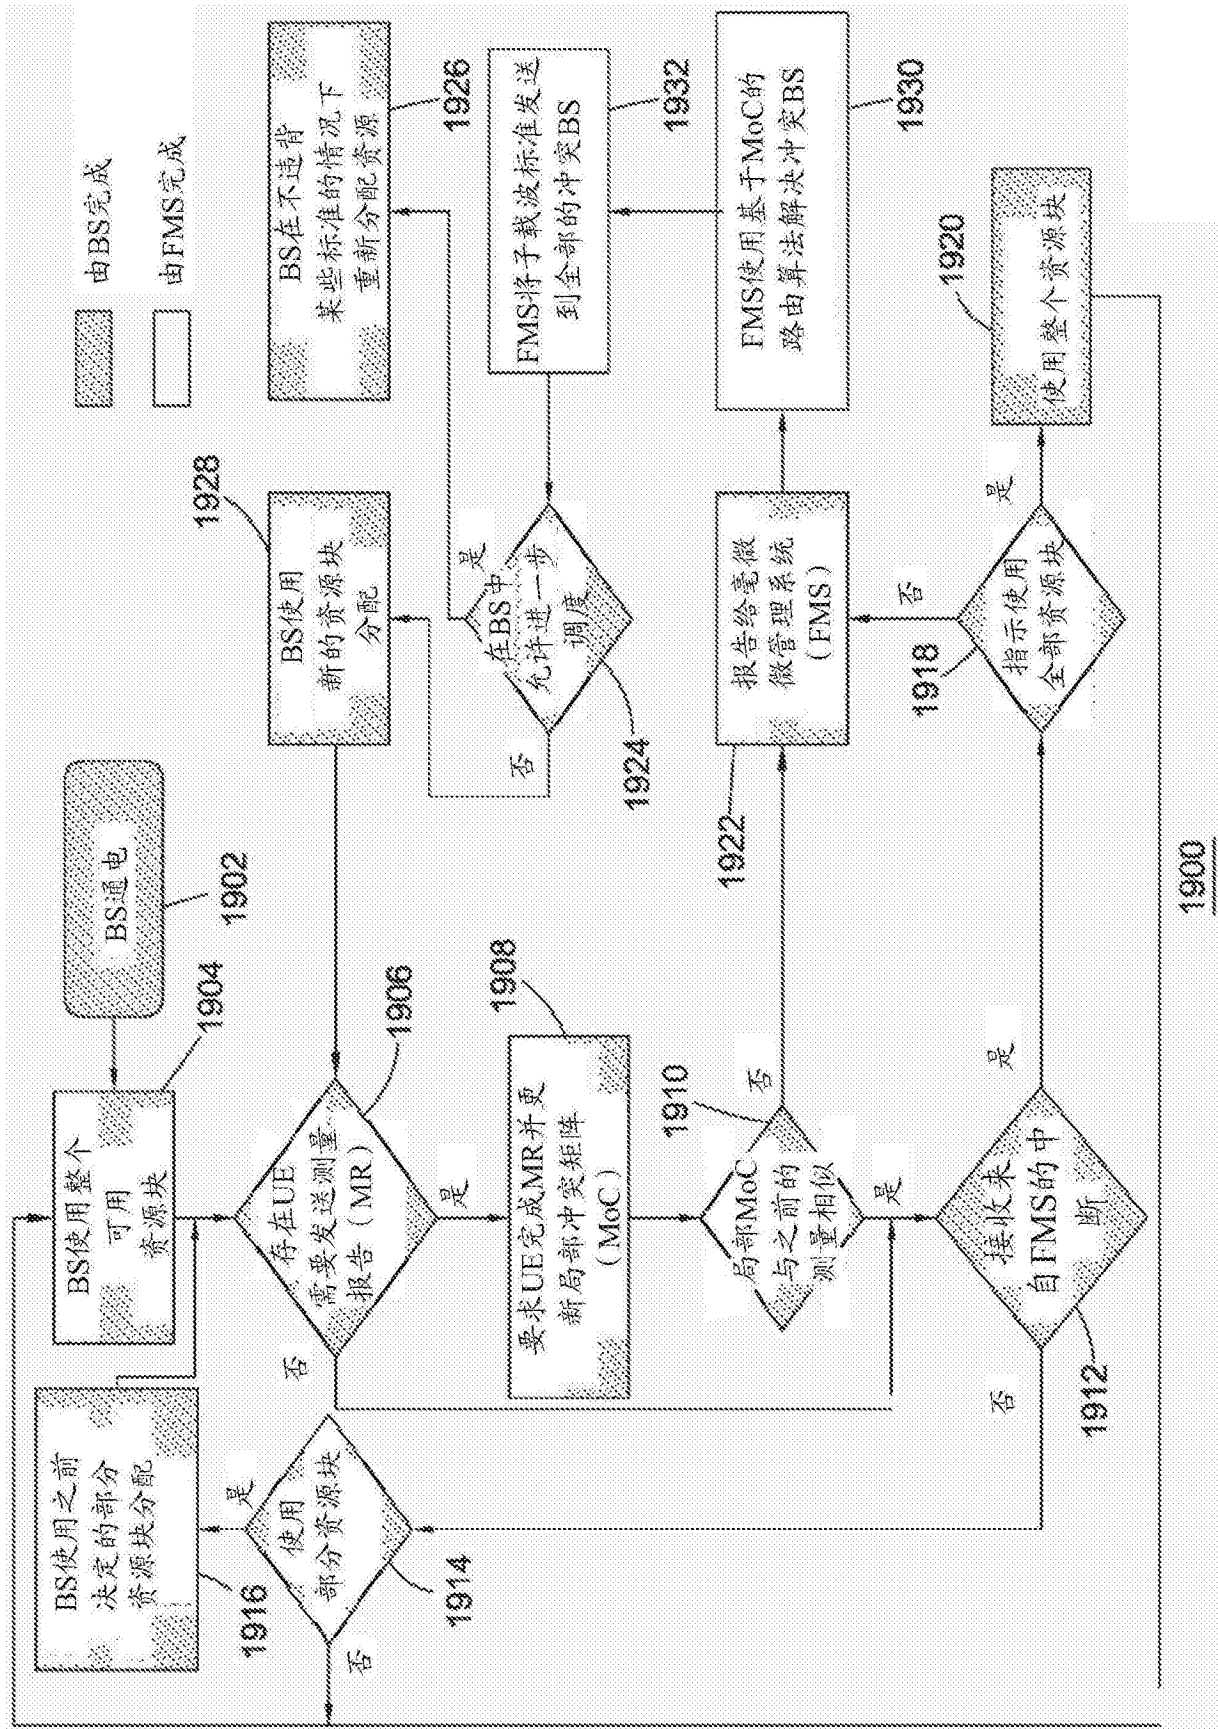 由BS完成
由FMS完成
BS通电
1902
BS使用整个
可用
资源块
1904
BS使用之前
决定的部分
资源块分配
1916
存在UE
需要发送测量
报告（MR）
1906
是
否
使用
部分资源块
1914
是
否
要求UE完成MR并更
新局部冲突矩阵
(MoC)
1908
局部MoC
与之前的
测量相似
1910
否
是
接收来
自FMS的中
断
1912
是
否
指示使用
全部资源块
1918
是
否
使用整个资源块
1920
报告给毫微
微管理系统
(FMS)
1922
FMS使用基于MoC的
路由算法解决冲突BS
1930
FMS将子载波标准发送
到全部的冲突BS
1932
在BS中
允许进一步
调度
1924
是
否
BS在不违背
某些标准的情况下
重新分配资源
1926
BS使用
新的资源块
分配
1928
1900